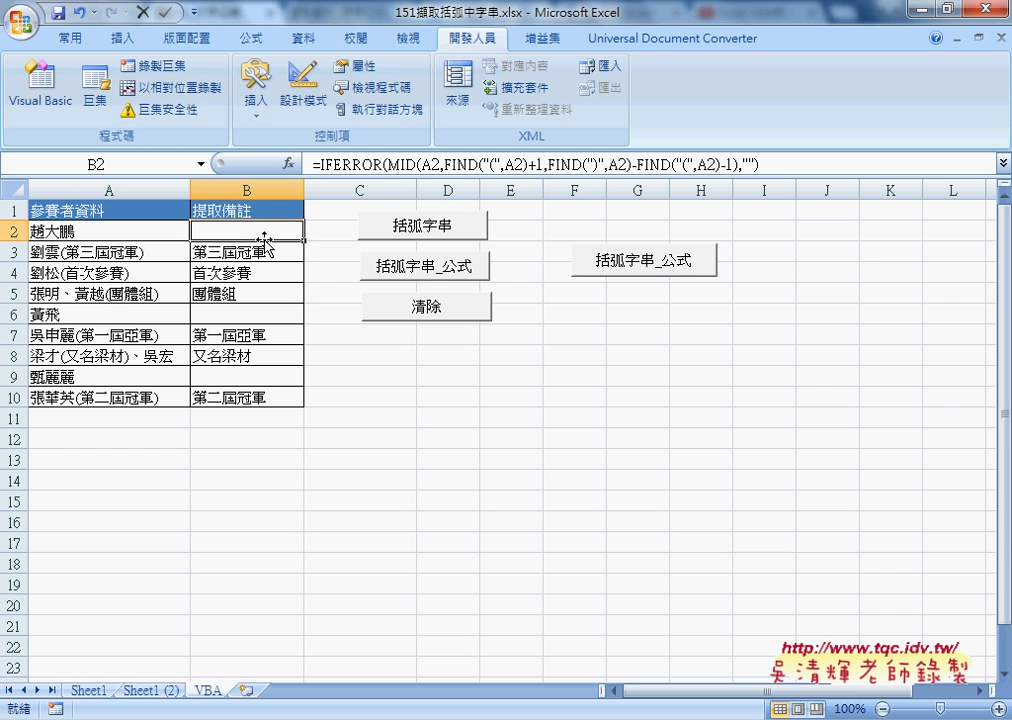 151擷取括弧中字串.xlsx - Microsoft Excel
常用 插入 版面配置 公式 資料 校閱 檢視 開發人員 增益集 Universal Document Converter
Visual Basic 巨集 錄製巨集 以相對位置錄製 巨集安全性 程式碼
插入 設計模式 屬性 檢視程式碼 執行對話方塊 控制項
來源 對應內容 擴充套件 重新整理資料 匯入 匯出 XML
B2 fx =IFERROR(MID(A2,FIND("(",A2)+1,FIND(")",A2)-FIND("(",A2)-1),"")
A B C D E F G H I J K L
1 參賽者資料 提取備註
2 趙大鵬
3 劉雲(第三屆冠軍) 第三屆冠軍
4 劉松(首次參賽) 首次參賽
5 張明、黃越(團體組) 團體組
6 黃飛
7 吳申麗(第一屆亞軍) 第一屆亞軍
8 梁才(又名梁材)、吳宏 又名梁材
9 甄麗麗
10 張華英(第二屆冠軍) 第二屆冠軍
11
12
13
14
15
16
17
18
19
20
21
22
23
括弧字串
括弧字串_公式
括弧字串_公式
清除
http://www.tqc.idv.tw/
吳清輝老師錄製
Sheet1 Sheet1 (2) VBA
就緒 100%